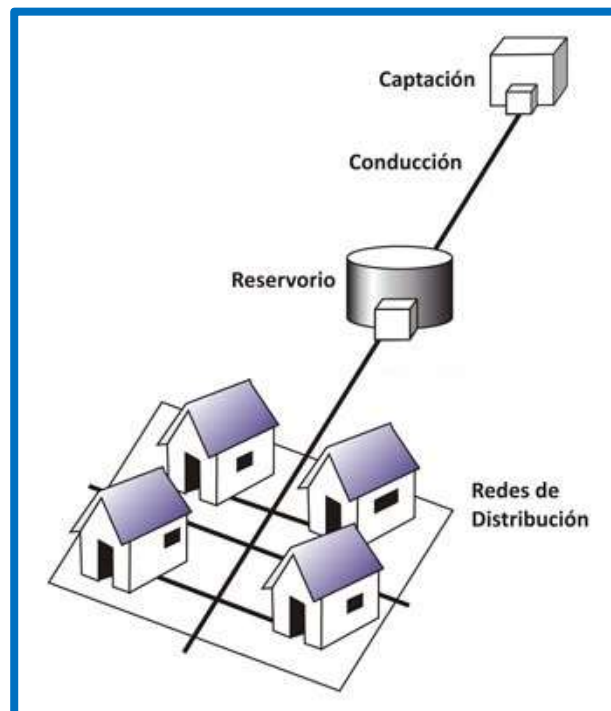 Captación
Conducción
Reservorio
Redes de
Distribución